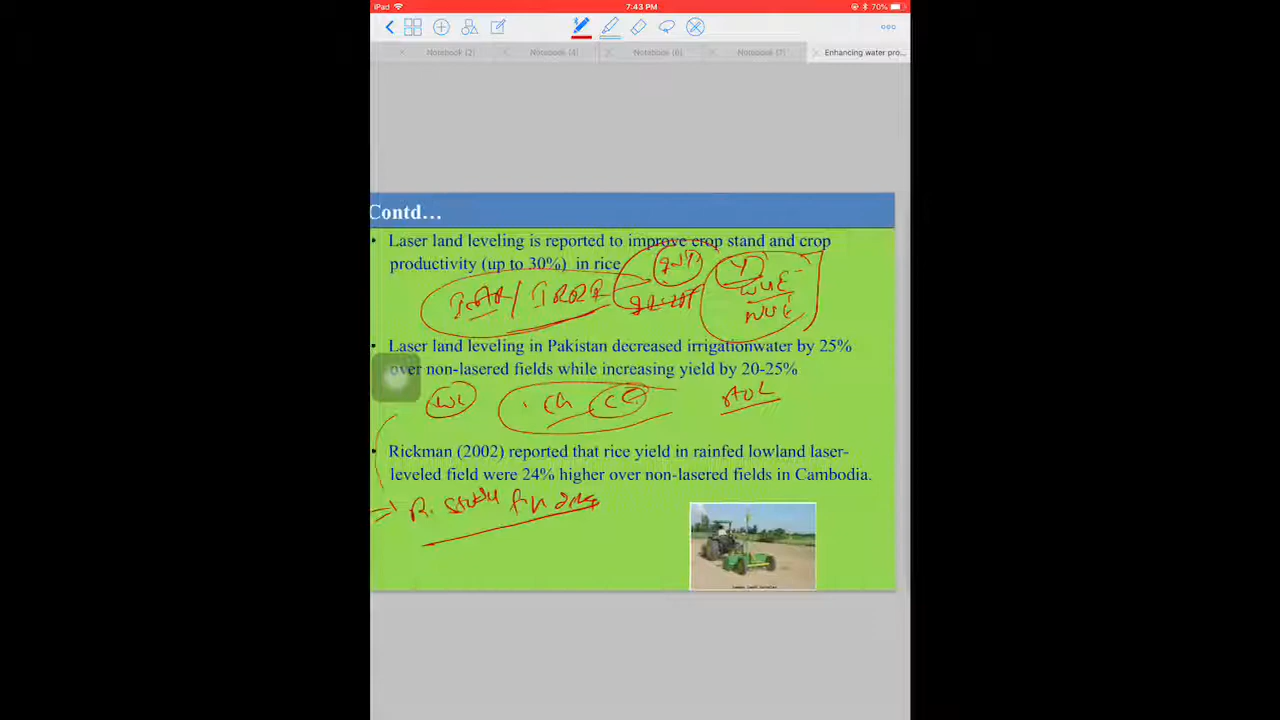 iPad
7:43 PM
70%
Notebook (2)
Notebook (4)
Notebook (6)
Notebook (7)
Enhancing water pro...
Contd...
• Laser land leveling is reported to improve crop stand and crop
productivity (up to 30%) in rice
Y
WUE
NUE
• Laser land leveling in Pakistan decreased irrigationwater by 25%
over non-lasered fields while increasing yield by 20-25%
• Rickman (2002) reported that rice yield in rainfed lowland laser-
leveled field were 24% higher over non-lasered fields in Cambodia.